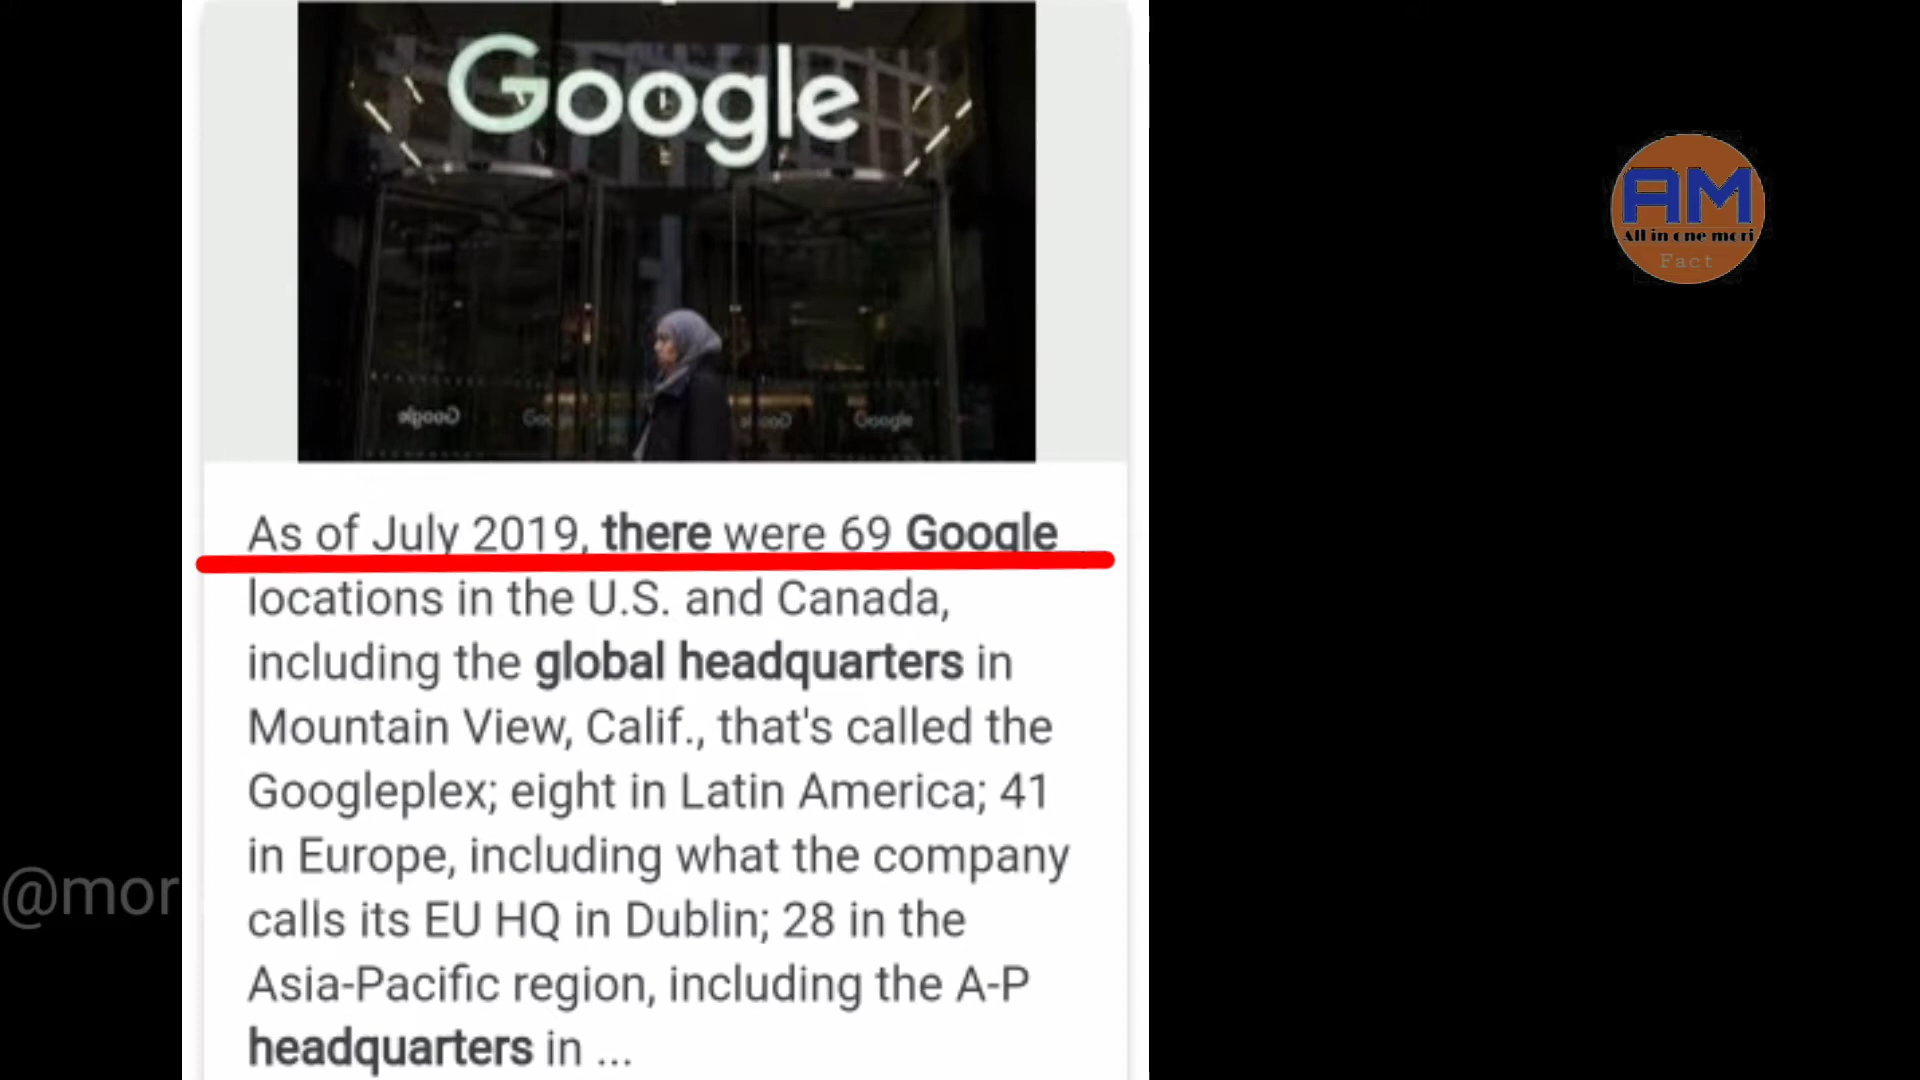 Google
Google
Google
As of July 2019, there were 69 Google
locations in the U.S. and Canada,
including the global headquarters in
Mountain View, Calif., that's called the
Googleplex; eight in Latin America; 41
in Europe, including what the company
calls its EU HQ in Dublin; 28 in the
Asia-Pacific region, including the A-P
headquarters in ...
AM
All in one mori
Fact
@mor